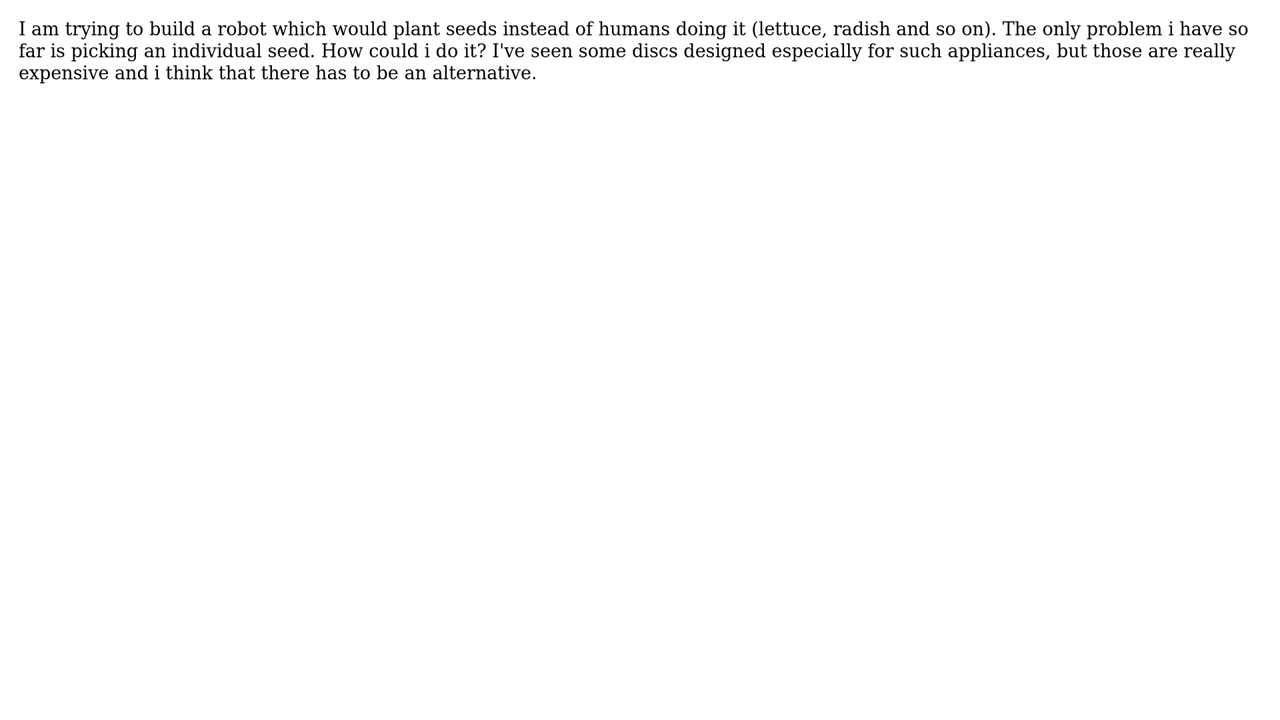 I am trying to build a robot which would plant seeds instead of humans doing it (lettuce, radish and so on). The only problem i have so
far is picking an individual seed. How could i do it? I've seen some discs designed especially for such appliances, but those are really
expensive and i think that there has to be an alternative.